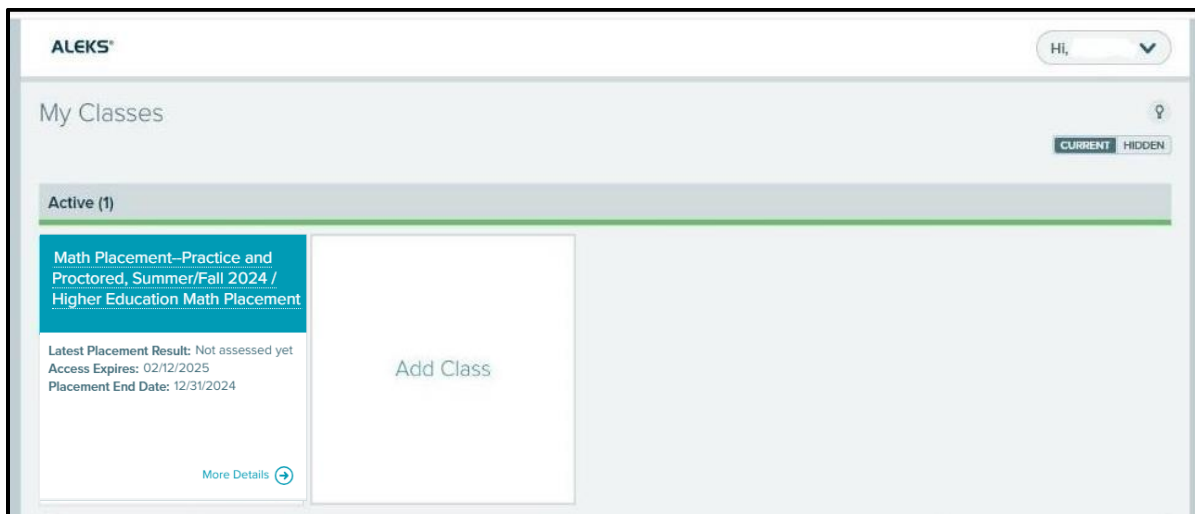 ALEKS®
Hi,
My Classes
CURRENT HIDDEN
Active (1)
Math Placement--Practice and
Proctored, Summer/Fall 2024 /
Higher Education Math Placement
Latest Placement Result: Not assessed yet
Access Expires: 02/12/2025
Placement End Date: 12/31/2024
More Details
Add Class